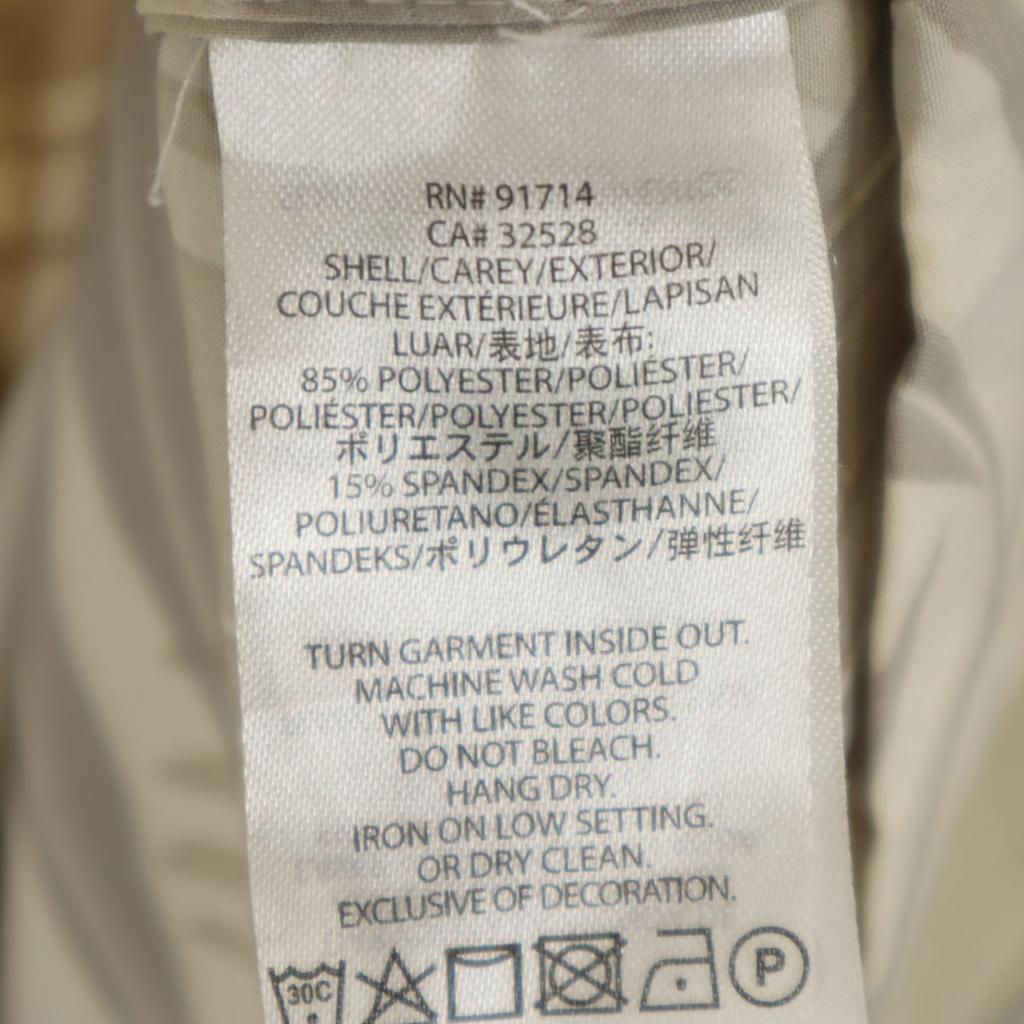 RN# 91714
CA# 32528
SHELL/CAREY/EXTERIOR/
COUCHE EXTÉRIEURE/LAPISAN
LUAR/表地/表布:
85% POLYESTER/POLIÉSTER/
POLIÉSTER/POLYESTER/POLIESTER/
ポリエステル/聚酯纤维
15% SPANDEX/SPANDEX/
POLIURETANO/ÉLASTHANNE/
SPANDEKS/ポリウレタン/弹性纤维
TURN GARMENT INSIDE OUT.
MACHINE WASH COLD
WITH LIKE COLORS.
DO NOT BLEACH.
HANG DRY.
IRON ON LOW SETTING.
OR DRY CLEAN.
EXCLUSIVE OF DECORATION.
30C P